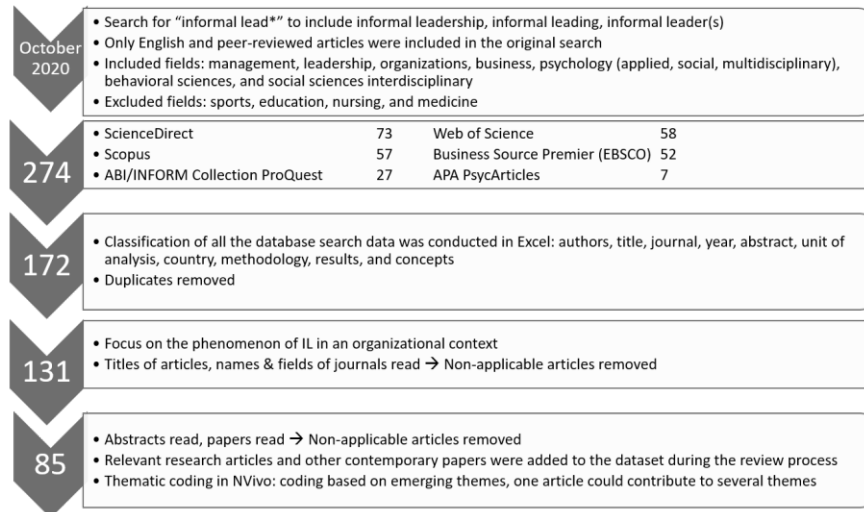 October
2020
• Search for “informal lead*” to include informal leadership, informal leading, informal leader(s)
• Only English and peer-reviewed articles were included in the original search
• Included fields: management, leadership, organizations, business, psychology (applied, social, multidisciplinary),
behavioral sciences, and social sciences interdisciplinary
• Excluded fields: sports, education, nursing, and medicine
274
• ScienceDirect 73 Web of Science 58
• Scopus 57 Business Source Premier (EBSCO) 52
• ABI/INFORM Collection ProQuest 27 APA PsycArticles 7
172
• Classification of all the database search data was conducted in Excel: authors, title, journal, year, abstract, unit of
analysis, country, methodology, results, and concepts
• Duplicates removed
131
• Focus on the phenomenon of IL in an organizational context
• Titles of articles, names & fields of journals read → Non-applicable articles removed
85
• Abstracts read, papers read → Non-applicable articles removed
• Relevant research articles and other contemporary papers were added to the dataset during the review process
• Thematic coding in NVivo: coding based on emerging themes, one article could contribute to several themes